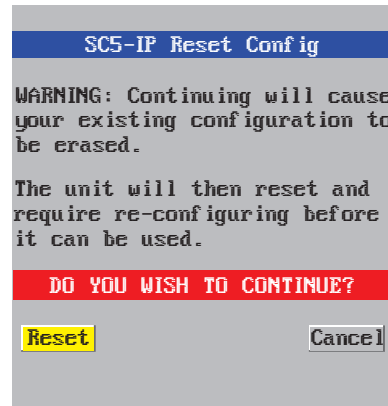 SC5-IP Reset Config
WARNING: Continuing will cause
your existing configuration to
be erased.
The unit will then reset and
require re-configuring before
it can be used.
DO YOU WISH TO CONTINUE?
Reset
Cancel